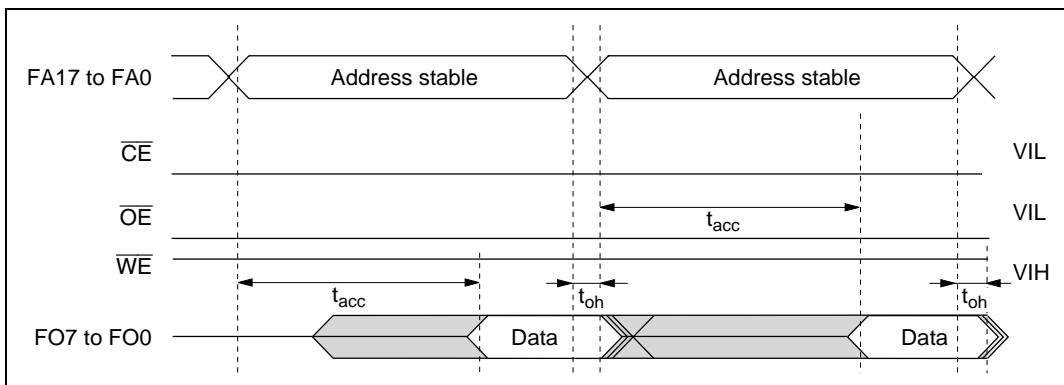 FA17 to FA0
Address stable
Address stable
CE
VIL
OE
VIL
tacc
WE
VIH
tacc
toh
toh
FO7 to FO0
Data
Data